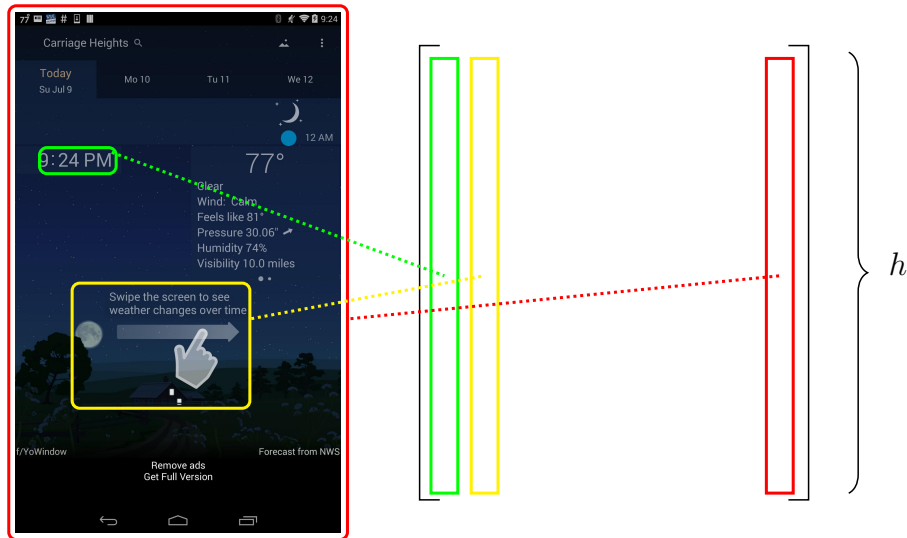 77° # 9:24
Carriage Heights
Today
Su Jul 9
Mo 10
Tu 11
We 12
12 AM
9:24 PM
77°
Clear
Wind: Calm
Feels like 81°
Pressure 30.06"
Humidity 74%
Visibility 10.0 miles
Swipe the screen to see
weather changes over time
f/YoWindow
Forecast from NWS
Remove ads
Get Full Version
h